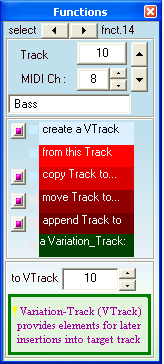 Functions
select fnct.14
Track 10
MIDI Ch : 8
Bass
create a VTrack
from this Track
copy Track to...
move Track to...
append Track to
a Variation_Track:
to VTrack 10
! Variation-Track (VTrack)
provides elements for later
insertions into target track